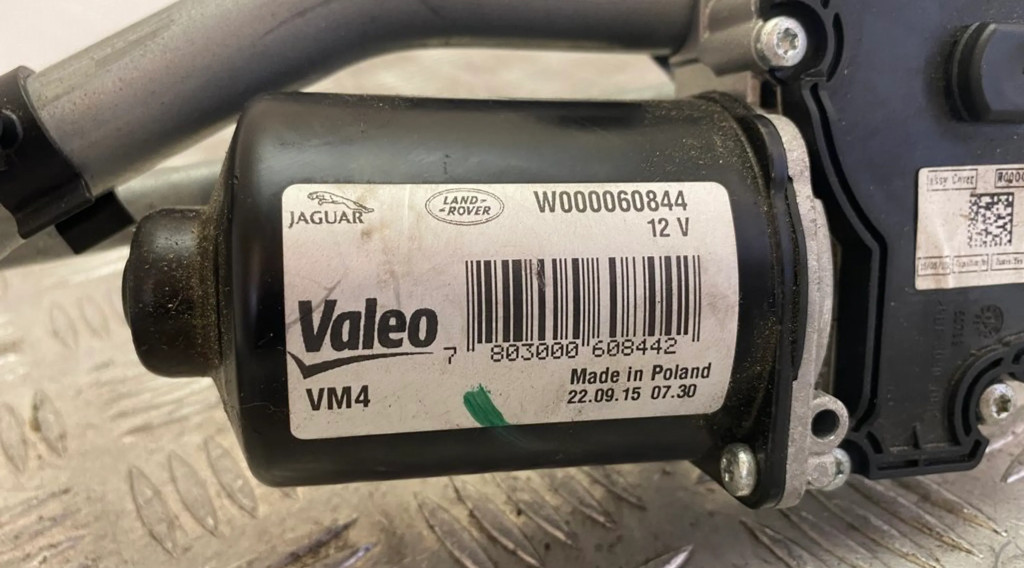 JAGUAR
LAND-
-ROVER
W000060844
12 V
Valeo
7 803000 608442
VM4
Made in Poland
22.09.15 07.30